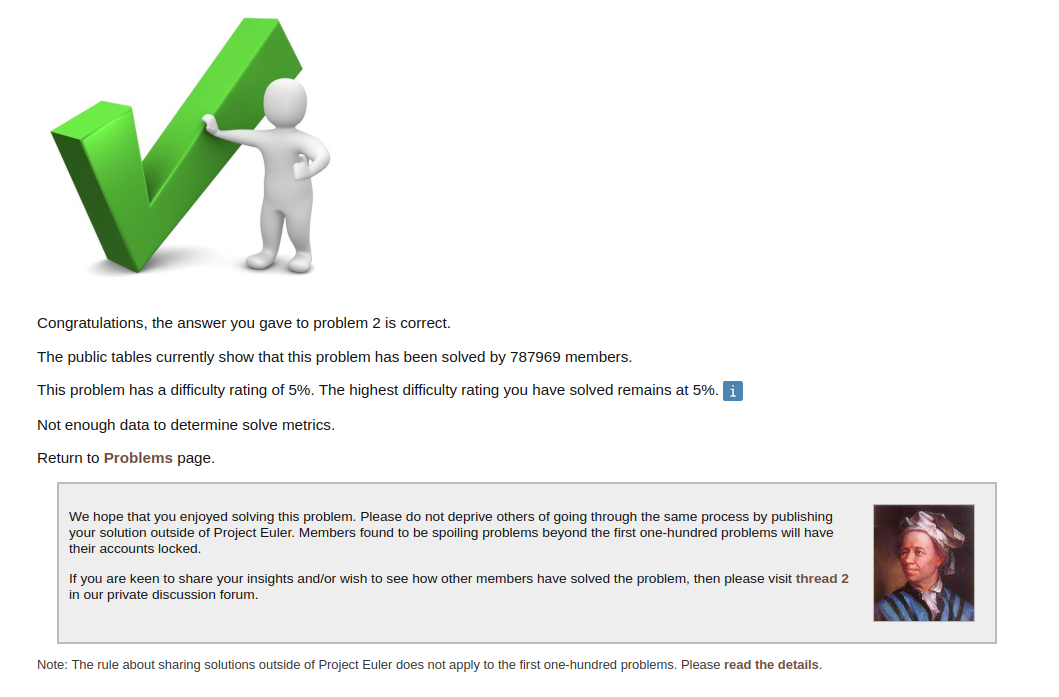 Congratulations, the answer you gave to problem 2 is correct.
The public tables currently show that this problem has been solved by 787969 members.
This problem has a difficulty rating of 5%. The highest difficulty rating you have solved remains at 5%. i
Not enough data to determine solve metrics.
Return to Problems page.
We hope that you enjoyed solving this problem. Please do not deprive others of going through the same process by publishing
your solution outside of Project Euler. Members found to be spoiling problems beyond the first one-hundred problems will have
their accounts locked.
If you are keen to share your insights and/or wish to see how other members have solved the problem, then please visit thread 2
in our private discussion forum.
Note: The rule about sharing solutions outside of Project Euler does not apply to the first one-hundred problems. Please read the details.